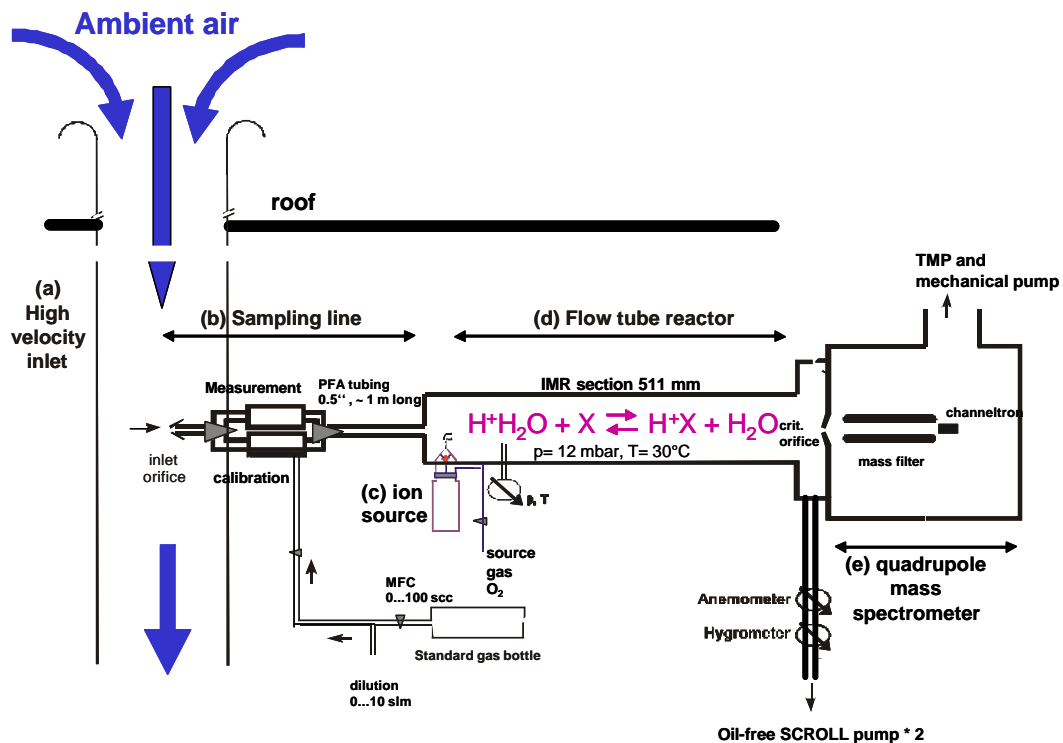 Ambient air
roof
TMP and
mechanical pump
(a)
High
velocity
inlet
(b) Sampling line
(d) Flow tube reactor
Measurement
PFA tubing
0.5‘‘ , ~ 1 m long
IMR section 511 mm
H⁺H₂O + X ⇌ H⁺X + H₂O
crit.
orifice
channeltron
p= 12 mbar, T= 30°C
mass filter
inlet
orifice
calibration
(c) ion
source
p, T
source
gas
O₂
(e) quadrupole
mass
spectrometer
MFC
0...100 scc
Anemometer
Hygrometer
Standard gas bottle
dilution
0...10 slm
Oil-free SCROLL pump * 2